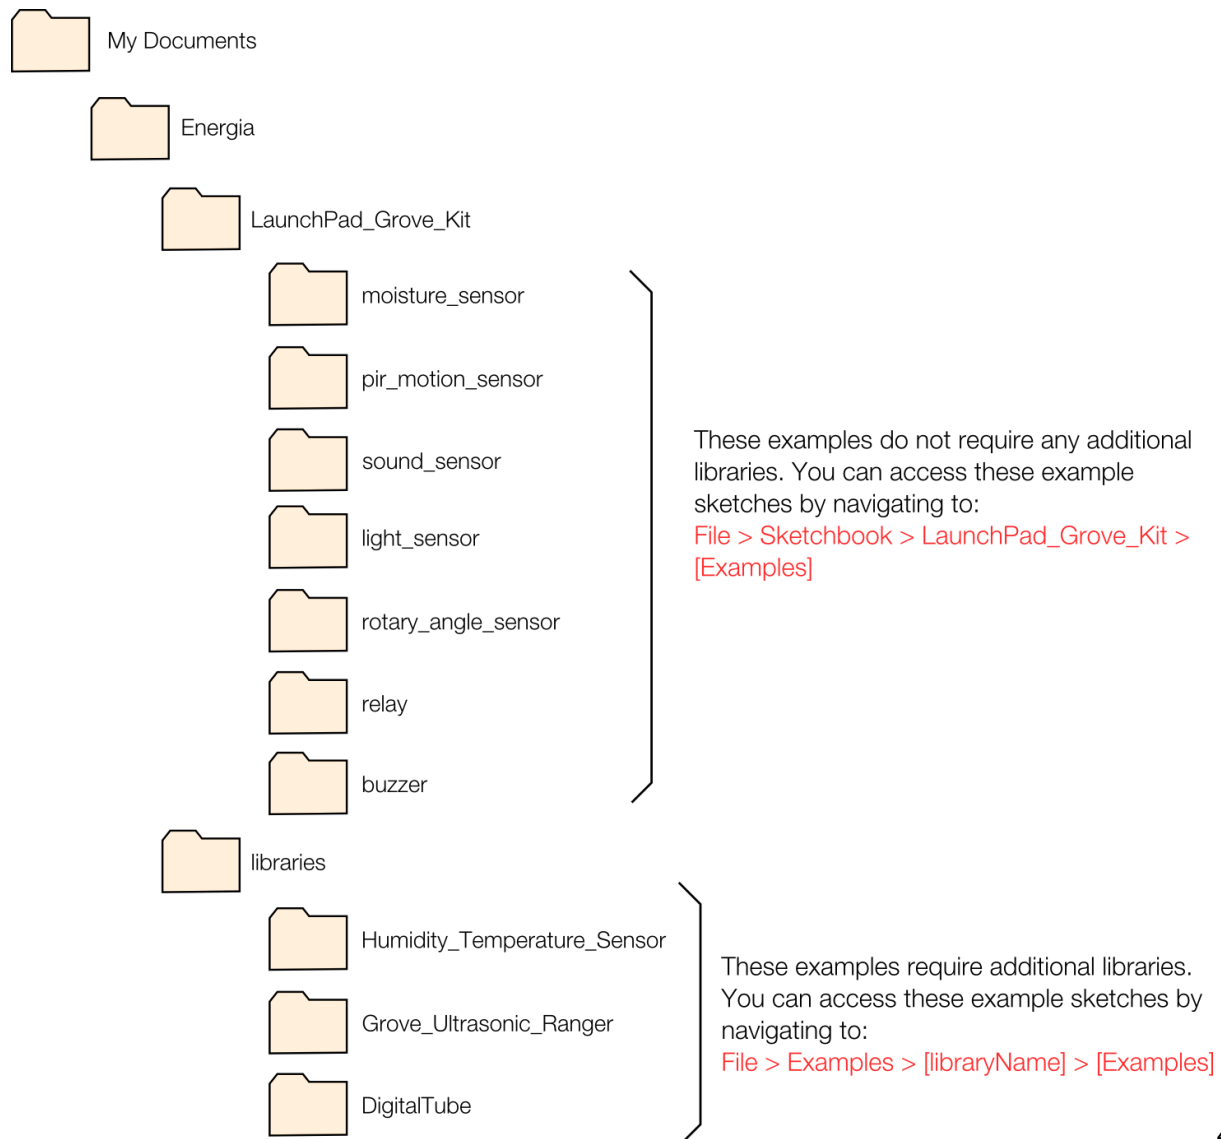 My Documents
Energia
LaunchPad_Grove_Kit
moisture_sensor
pir_motion_sensor
sound_sensor
light_sensor
rotary_angle_sensor
relay
buzzer
These examples do not require any additional
libraries. You can access these example
sketches by navigating to:
File > Sketchbook > LaunchPad_Grove_Kit >
[Examples]
libraries
Humidity_Temperature_Sensor
Grove_Ultrasonic_Ranger
DigitalTube
These examples require additional libraries.
You can access these example sketches by
navigating to:
File > Examples > [libraryName] > [Examples]